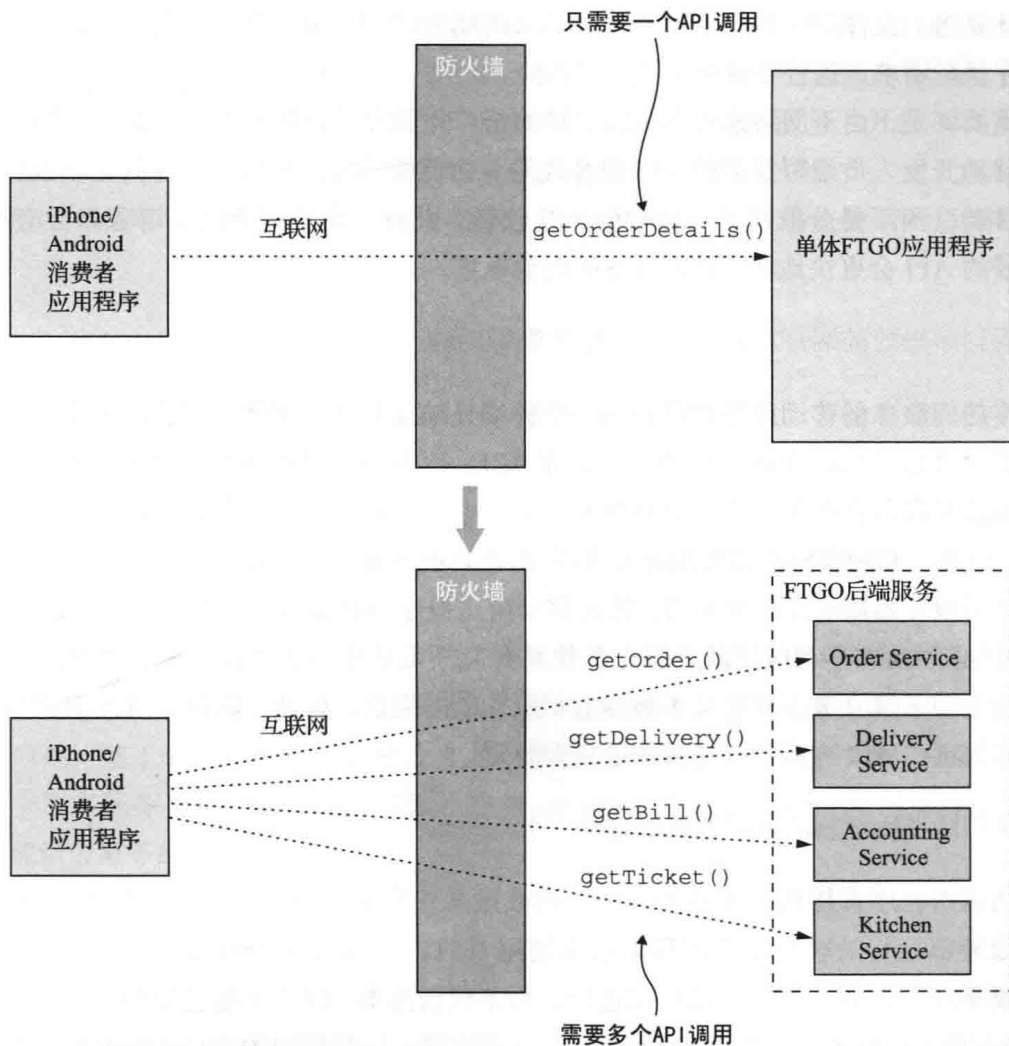 只需要一个API调用
防火墙
iPhone/
Android
消费者
应用程序
互联网
getOrderDetails()
单体FTGO应用程序
防火墙
FTGO后端服务
getOrder()
Order Service
互联网
iPhone/
Android
消费者
应用程序
getDelivery()
Delivery
Service
getBill()
Accounting
Service
getTicket()
Kitchen
Service
需要多个API调用